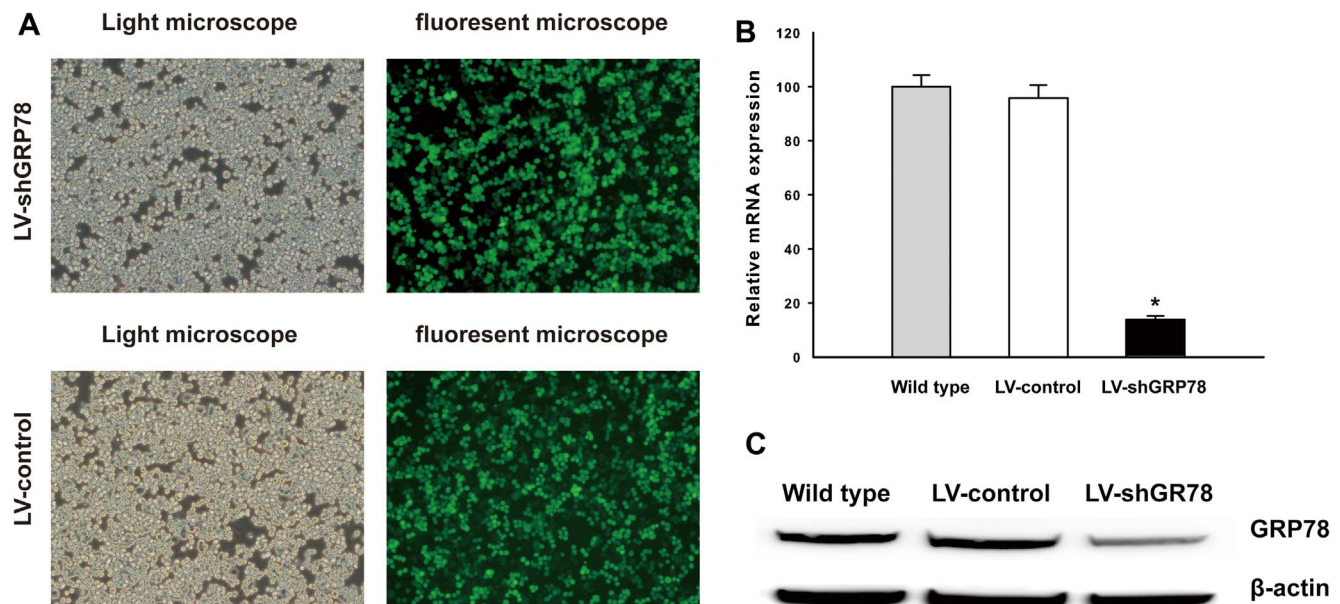 A
Light microscope
fluoresent microscope
LV-shGRP78
Light microscope
fluoresent microscope
LV-control
B
Relative mRNA expression
120
100
80
60
40
20
0
*
Wild type
LV-control
LV-shGRP78
C
Wild type
LV-control
LV-shGR78
GRP78
β-actin